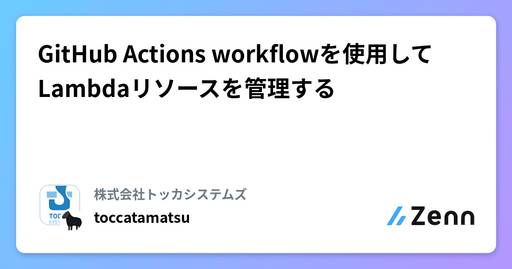 GitHub Actions workflowを使用して
Lambdaリソースを管理する
TOC
株式会社トッカシステムズ
toccatamatsu
Zenn